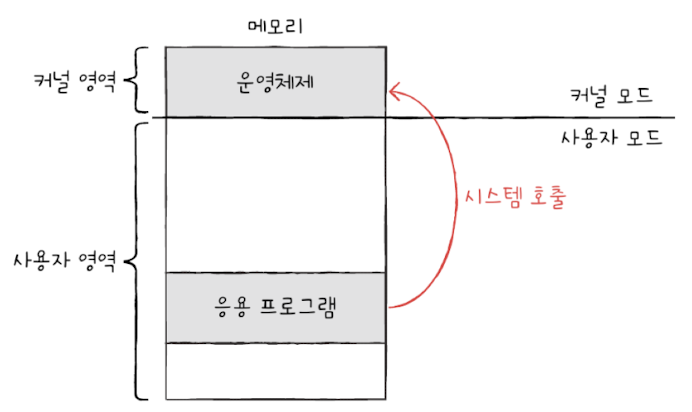 메모리
커널 영역
운영체제
커널 모드
사용자 모드
시스템 호출
사용자 영역
응용 프로그램